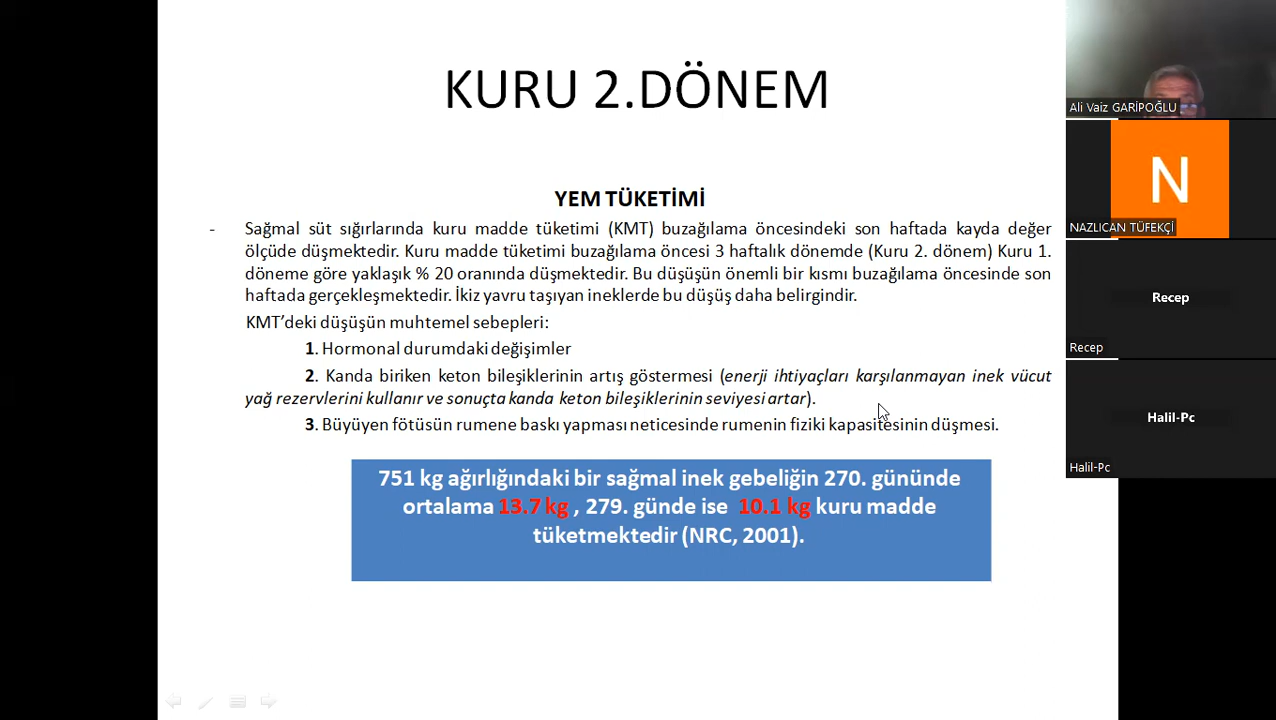 KURU 2.DÖNEM
YEM TÜKETİMİ
- Sağmal süt sığırlarında kuru madde tüketimi (KMT) buzağılama öncesindeki son haftada kayda değer
ölçüde düşmektedir. Kuru madde tüketimi buzağılama öncesi 3 haftalık dönemde (Kuru 2. dönem) Kuru 1.
döneme göre yaklaşık % 20 oranında düşmektedir. Bu düşüşün önemli bir kısmı buzağılama öncesinde son
haftada gerçekleşmektedir. İkiz yavru taşıyan ineklerde bu düşüş daha belirgindir.
KMT’deki düşüşün muhtemel sebepleri:
1. Hormonal durumdaki değişimler
2. Kanda biriken keton bileşiklerinin artış göstermesi (enerji ihtiyaçları karşılanmayan inek vücut
yağ rezervlerini kullanır ve sonuçta kanda keton bileşiklerinin seviyesi artar).
3. Büyüyen fötüsün rumene baskı yapması neticesinde rumenin fiziki kapasitesinin düşmesi.
751 kg ağırlığındaki bir sağmal inek gebeliğin 270. gününde
ortalama 13.7 kg , 279. günde ise 10.1 kg kuru madde
tüketmektedir (NRC, 2001).
Ali Vaiz GARİPOĞLU
N
NAZLICAN TÜFEKÇİ
Recep
Recep
Halil-Pc
Halil-Pc